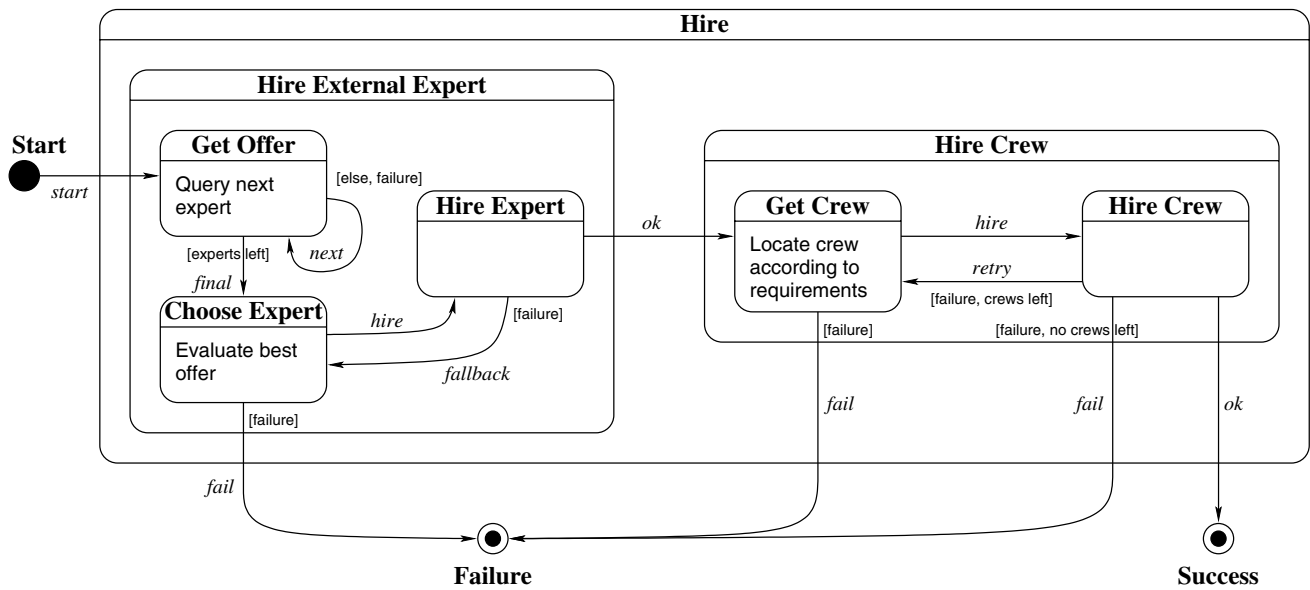 Hire
Hire External Expert
Start
start
Get Offer
Query next
expert
[else, failure]
next
[experts left]
final
Choose Expert
Evaluate best
offer
hire
Hire Expert
[failure]
fallback
[failure]
fail
ok
Hire Crew
Get Crew
Locate crew
according to
requirements
hire
retry
Hire Crew
[failure, crews left]
[failure]
[failure, no crews left]
fail
fail
ok
Failure
Success